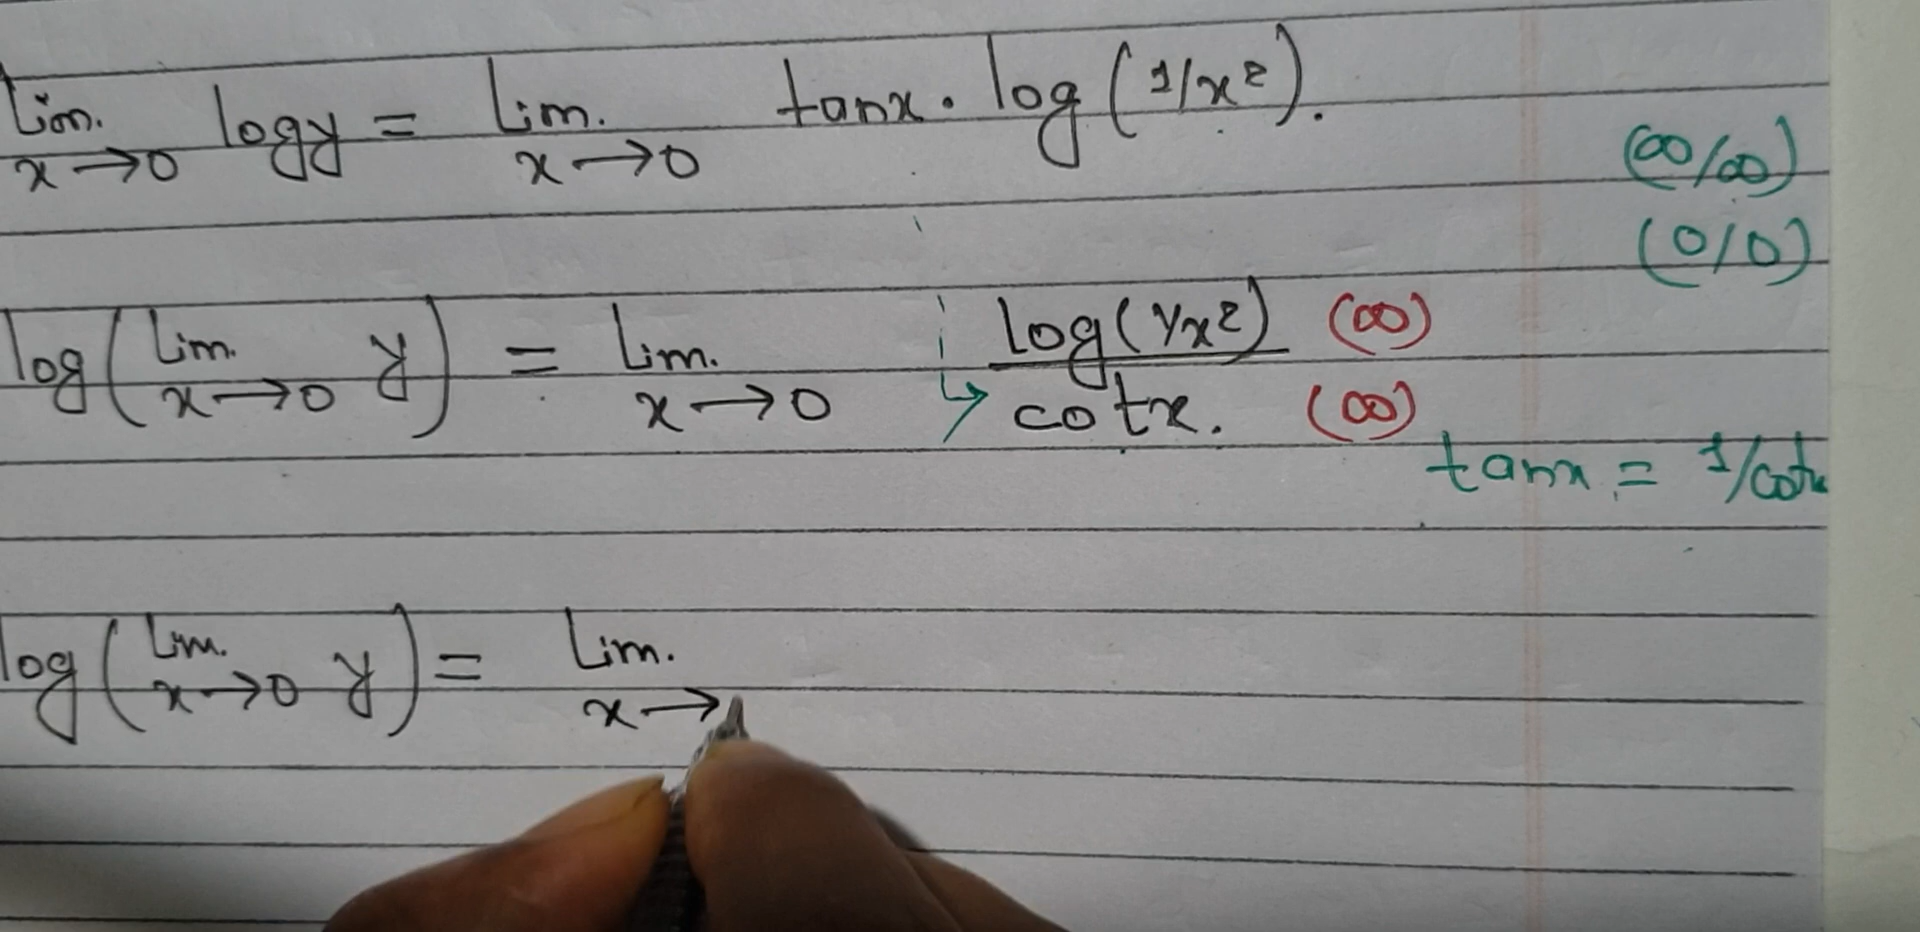 Lim. x→0 logy = Lim. x→0 tanx . log(1/x²).
(∞/∞)
(0/0)
log(Lim. x→0 y) = Lim. x→0 log(1/x²) (∞)
cotx. (∞)
tanx = 1/cotx
log(Lim. x→0 y) = Lim. x→